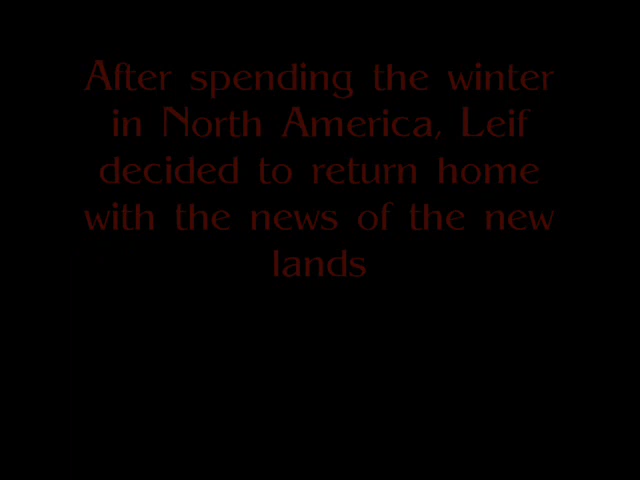 After spending the winter
in North America, Leif
decided to return home
with the news of the new
lands